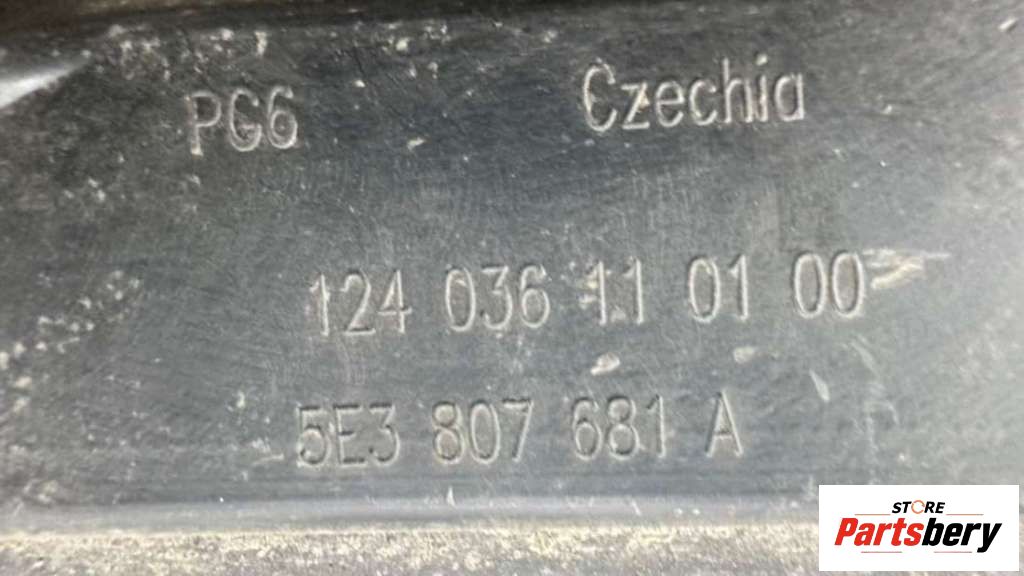 PG6 Czechia
124 036 11 01 00
5E3 807 681 A
STORE
Partsbery